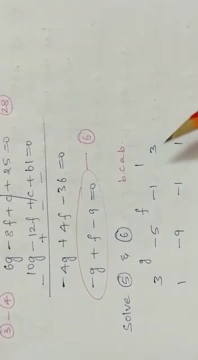 ③ - ④ ㉘
6g - 8f + c + 25 = 0
10g - 12f + c + 61 = 0
- + - -
-4g + 4f - 36 = 0
-g + f - 9 = 0 — ⑥
Solve ⑤ & ⑥ b c a b
g f 1
3 -5 -1 3
1 -9 -1 1